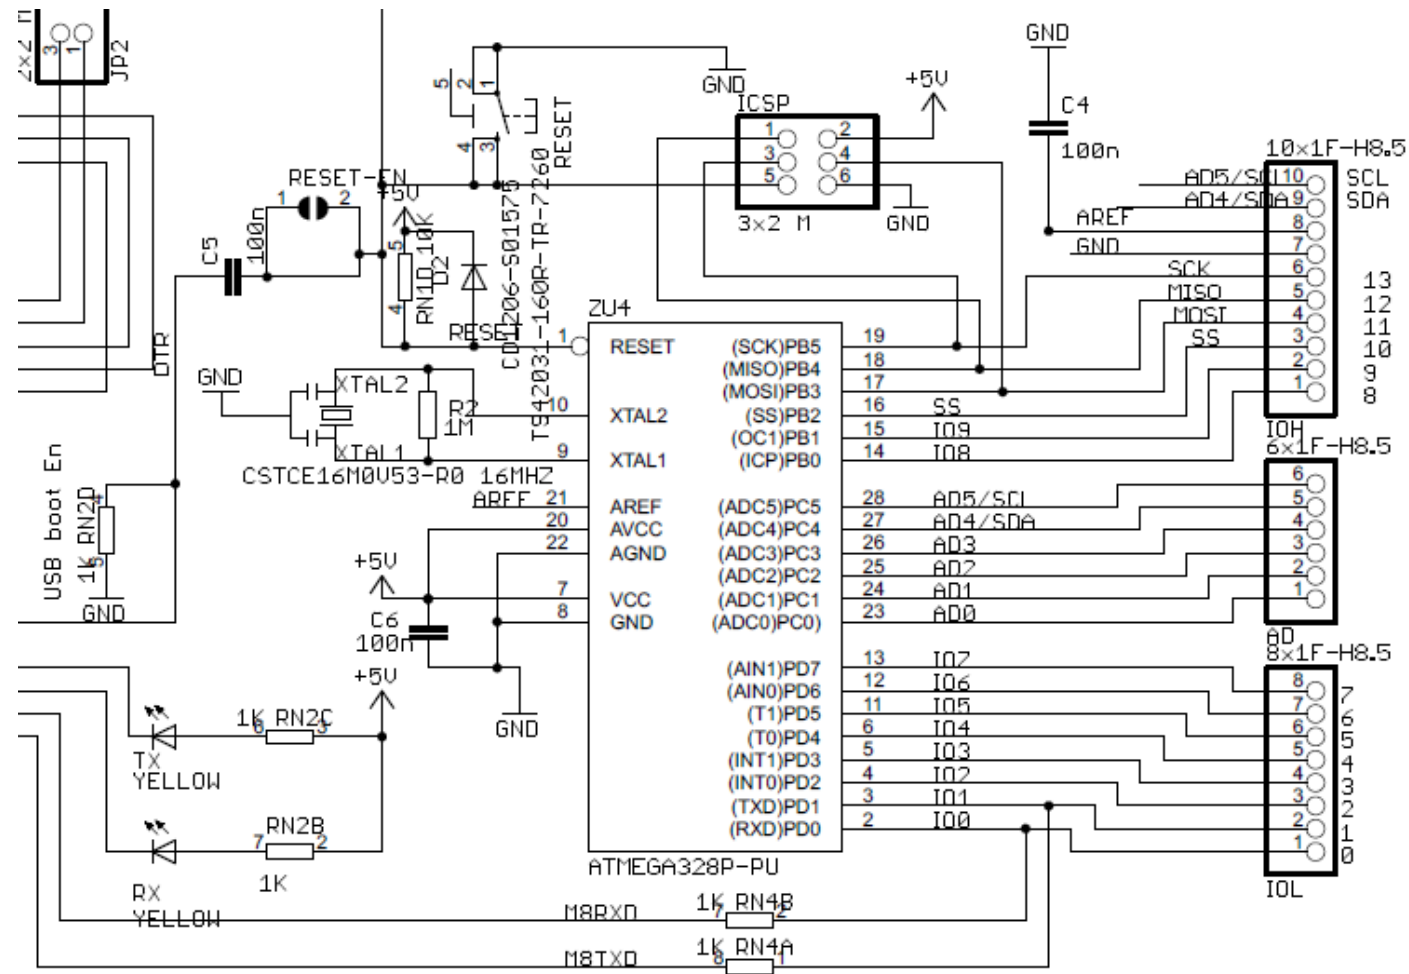 JP2
3 1
GND
GND
+5V
C4
100n
5 2 1
4 3
RESET
ICSP
1 2
3 4
5 6
3x2 M
GND
10x1F-H8.5
AD5/SCL 10 SCL
AD4/SDA 9 SDA
AREF 8
GND 7
SCK 6 13
MISO 5 12
MOSI 4 11
SS 3 10
2 9
1 8
IOH
RESET-EN
1 2
+5V
C5
100n
5
4
RN1D 10K
D2
CD1206-S01575
TS42031-160R-TR-7260
DTR
RESET
ZU4
1 RESET
10 XTAL2
9 XTAL1
21 AREF
20 AVCC
22 AGND
7 VCC
8 GND
(SCK)PB5 19
(MISO)PB4 18
(MOSI)PB3 17
(SS)PB2 16 SS
(OC1)PB1 15 IO9
(ICP)PB0 14 IO8
(ADC5)PC5 28 AD5/SCL
(ADC4)PC4 27 AD4/SDA
(ADC3)PC3 26 AD3
(ADC2)PC2 25 AD2
(ADC1)PC1 24 AD1
(ADC0)PC0) 23 AD0
(AIN1)PD7 13 IO7
(AIN0)PD6 12 IO6
(T1)PD5 11 IO5
(T0)PD4 6 IO4
(INT1)PD3 5 IO3
(INT0)PD2 4 IO2
(TXD)PD1 3 IO1
(RXD)PD0 2 IO0
ATMEGA328P-PU
GND
XTAL2
R2
1M
XTAL1
CSTCE16M0V53-R0 16MHZ
AREF
USB boot En
1K RN2D
4
5
GND
+5V
C6
100n
+5V
GND
6x1F-H8.5
6
5
4
3
2
1
AD
8x1F-H8.5
8 7
7 6
6 5
5 4
4 3
3 2
2 1
1 0
IOL
1K RN2C
6 3
TX
YELLOW
RN2B
7 2
1K
RX
YELLOW
M8RXD
1K RN4B
7 2
M8TXD
1K RN4A
8 1